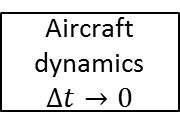 Aircraft
dynamics
Δ𝑡 → 0